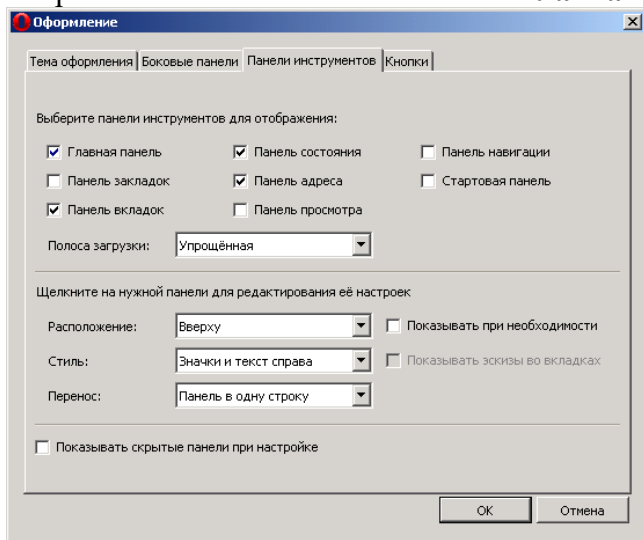 Оформление
Тема оформления Боковые панели Панели инструментов Кнопки
Выберите панели инструментов для отображения:
Главная панель Панель состояния Панель навигации
Панель закладок Панель адреса Стартовая панель
Панель вкладок Панель просмотра
Полоса загрузки: Упрощённая
Щелкните на нужной панели для редактирования её настроек
Расположение: Вверху Показывать при необходимости
Стиль: Значки и текст справа Показывать эскизы во вкладках
Перенос: Панель в одну строку
Показывать скрытые панели при настройке
ОК Отмена